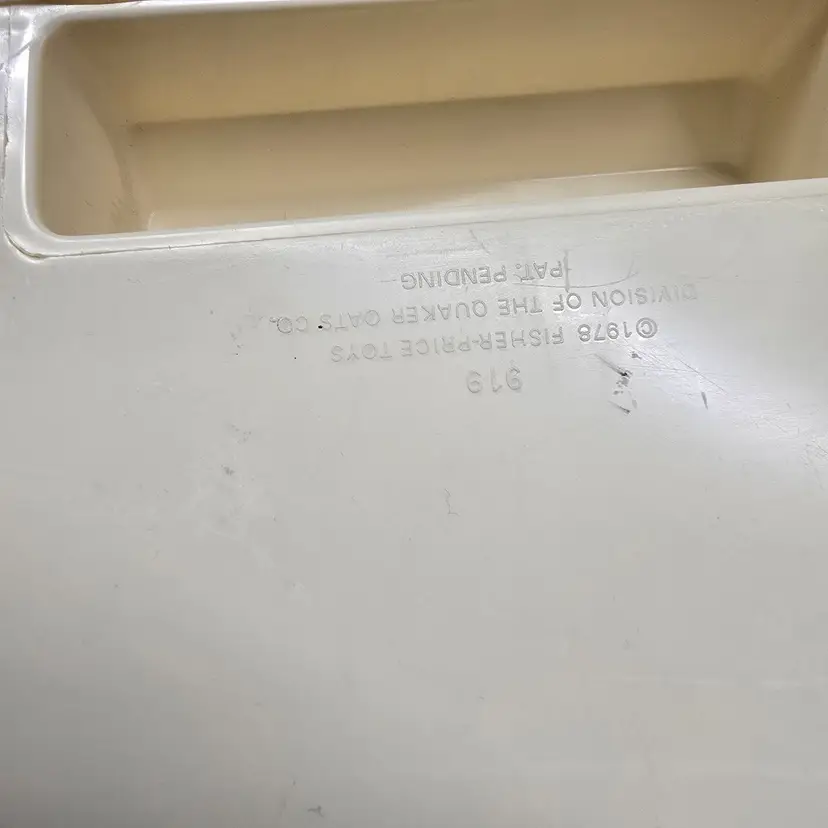 919
©1978 FISHER-PRICE TOYS
DIVISION OF THE QUAKER OATS CO.
PAT. PENDING